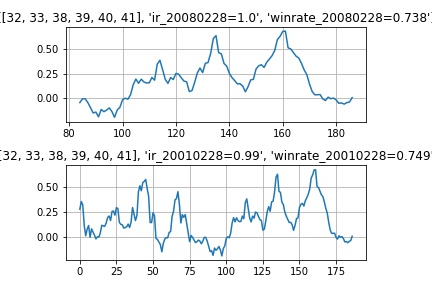 [[32, 33, 38, 39, 40, 41], 'ir_20080228=1.0', 'winrate_20080228=0.738']
0.50
0.25
0.00
80 100 120 140 160 180
[32, 33, 38, 39, 40, 41], 'ir_20010228=0.99', 'winrate_20010228=0.749'
0.50
0.25
0.00
0 25 50 75 100 125 150 175